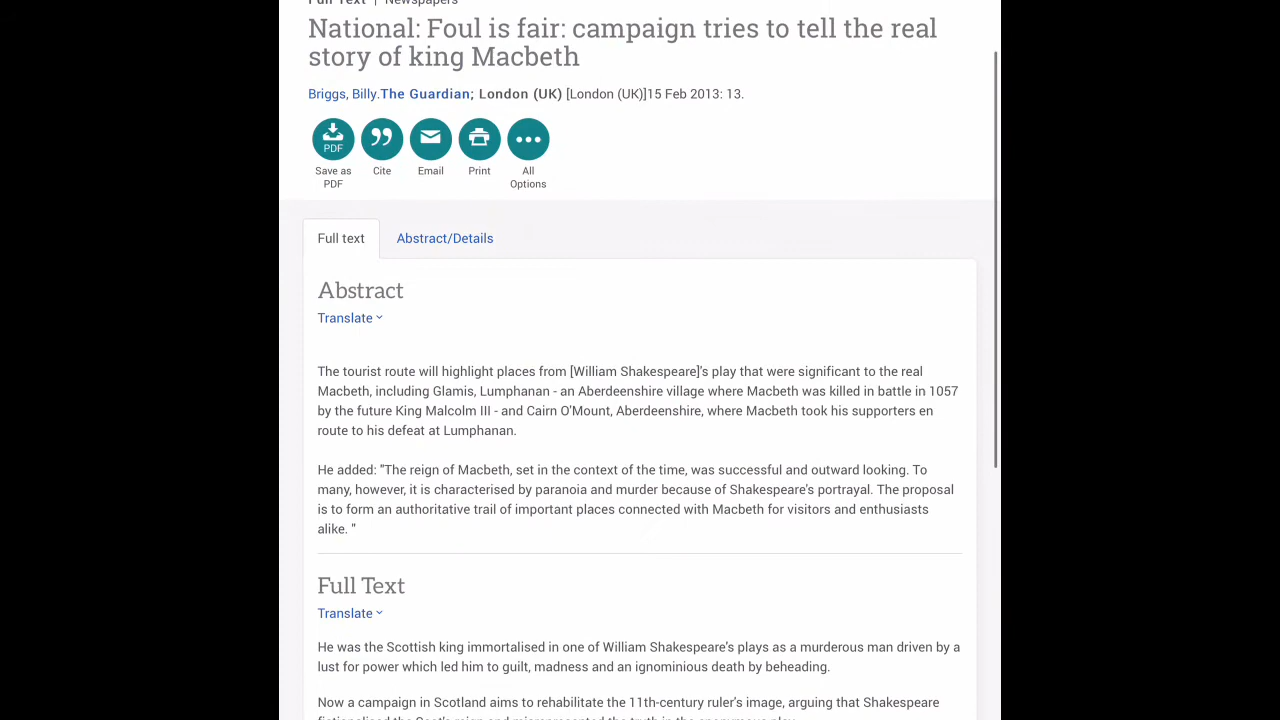 Full Text | Newspapers
National: Foul is fair: campaign tries to tell the real
story of king Macbeth
Briggs, Billy.The Guardian; London (UK) [London (UK)]15 Feb 2013: 13.
PDF
Save as PDF
Cite
Email
Print
All Options
Full text
Abstract/Details
Abstract
Translate
The tourist route will highlight places from [William Shakespeare]'s play that were significant to the real
Macbeth, including Glamis, Lumphanan - an Aberdeenshire village where Macbeth was killed in battle in 1057
by the future King Malcolm III - and Cairn O'Mount, Aberdeenshire, where Macbeth took his supporters en
route to his defeat at Lumphanan.
He added: "The reign of Macbeth, set in the context of the time, was successful and outward looking. To
many, however, it is characterised by paranoia and murder because of Shakespeare's portrayal. The proposal
is to form an authoritative trail of important places connected with Macbeth for visitors and enthusiasts
alike. "
Full Text
Translate
He was the Scottish king immortalised in one of William Shakespeare's plays as a murderous man driven by a
lust for power which led him to guilt, madness and an ignominious death by beheading.
Now a campaign in Scotland aims to rehabilitate the 11th-century ruler's image, arguing that Shakespeare